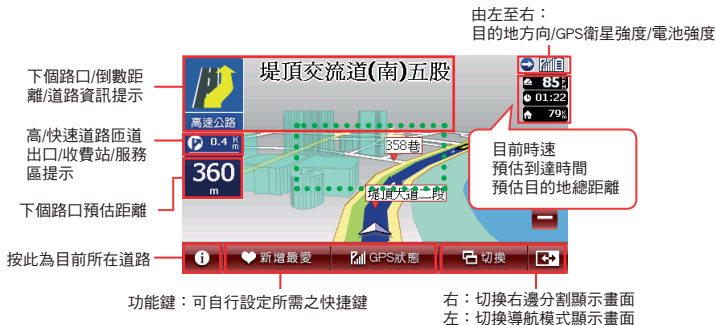 由左至右：
目的地方向/GPS衛星強度/電池強度
下個路口/倒數距
離/道路資訊提示
堤頂交流道(南)五股
高速公路
85 K/H
01:22
79 K/m
高/快速道路匝道
出口/收費站/服務
區提示
P 0.4 K/m
358巷
目前時速
預估到達時間
預估目的地總距離
360
m
堤頂大道二段
下個路口預估距離
按此為目前所在道路
i
新增最愛
GPS狀態
切換
功能鍵：可自行設定所需之快捷鍵
右：切換右邊分割顯示畫面
左：切換導航模式顯示畫面